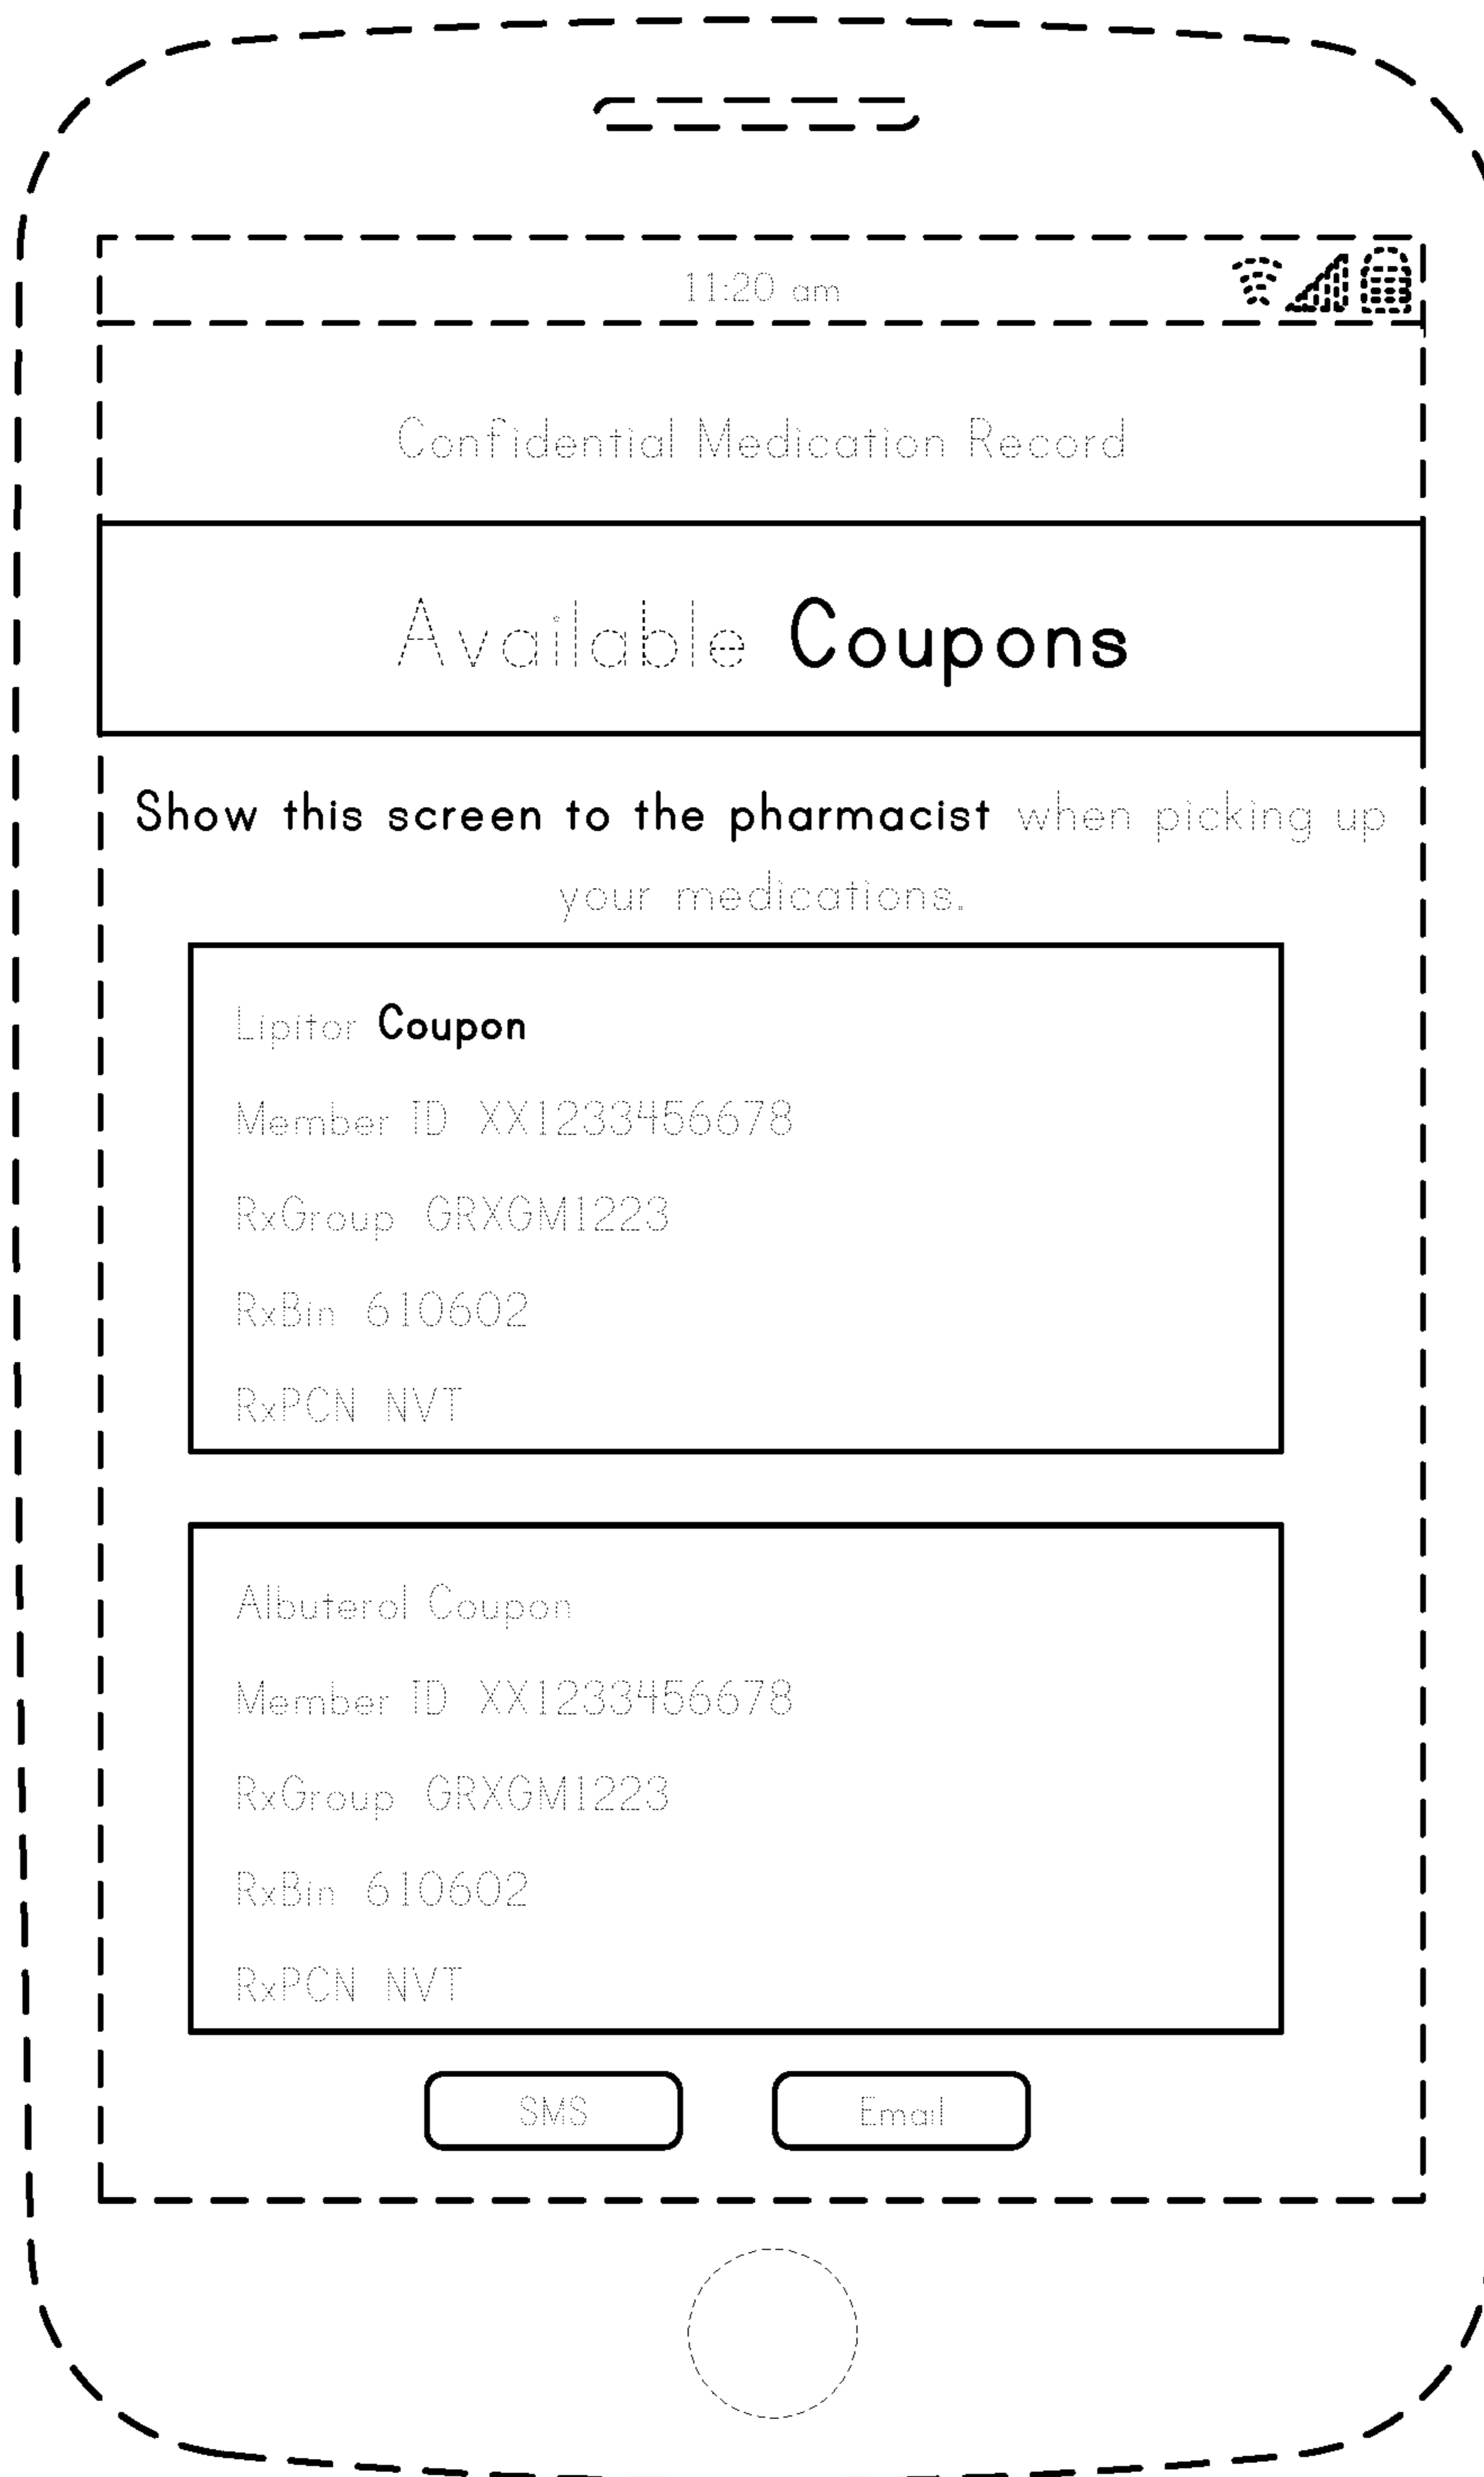 11:20 am
Confidential Medication Record
Available Coupons
Show this screen to the pharmacist when picking up
your medications.
Lipitor Coupon
Member ID XX1233456678
RxGroup GRXGM1223
RxBin 610602
RxPCN NVT
Albuterol Coupon
Member ID XX1233456678
RxGroup GRXGM1223
RxBin 610602
RxPCN NVT
SMS Email